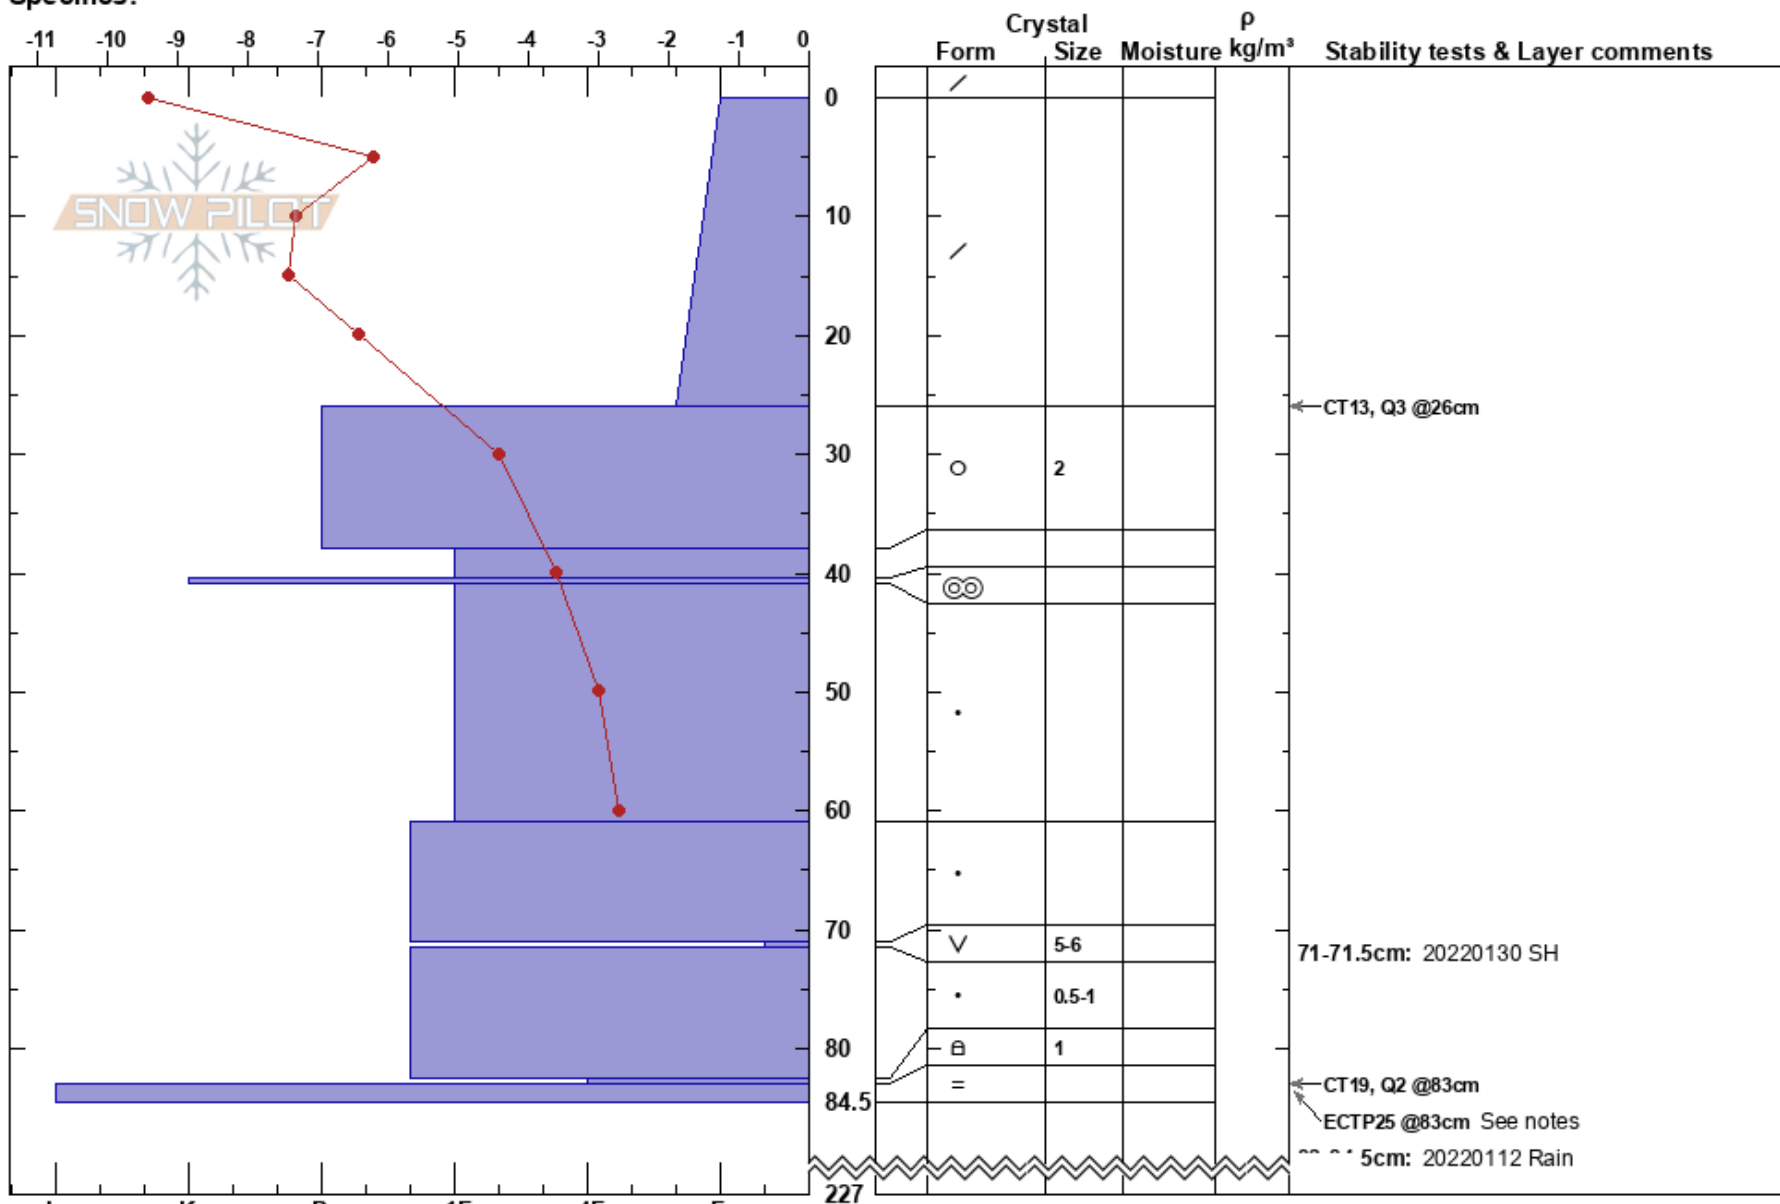 Crystal ρ
-11 -10 -9 -8 -7 -6 -5 -4 -3 -2 -1 0 Form Size Moisture kg/m³ Stability tests & Layer comments
0
SNOW PILOT
10
20
CT13, Q3 @26cm
30
2
40
50
60
70
5-6
71-71.5cm: 20220130 SH
0.5-1
80
1
CT19, Q2 @83cm
84.5
ECTP25 @83cm See notes
5cm: 20220112 Rain
227